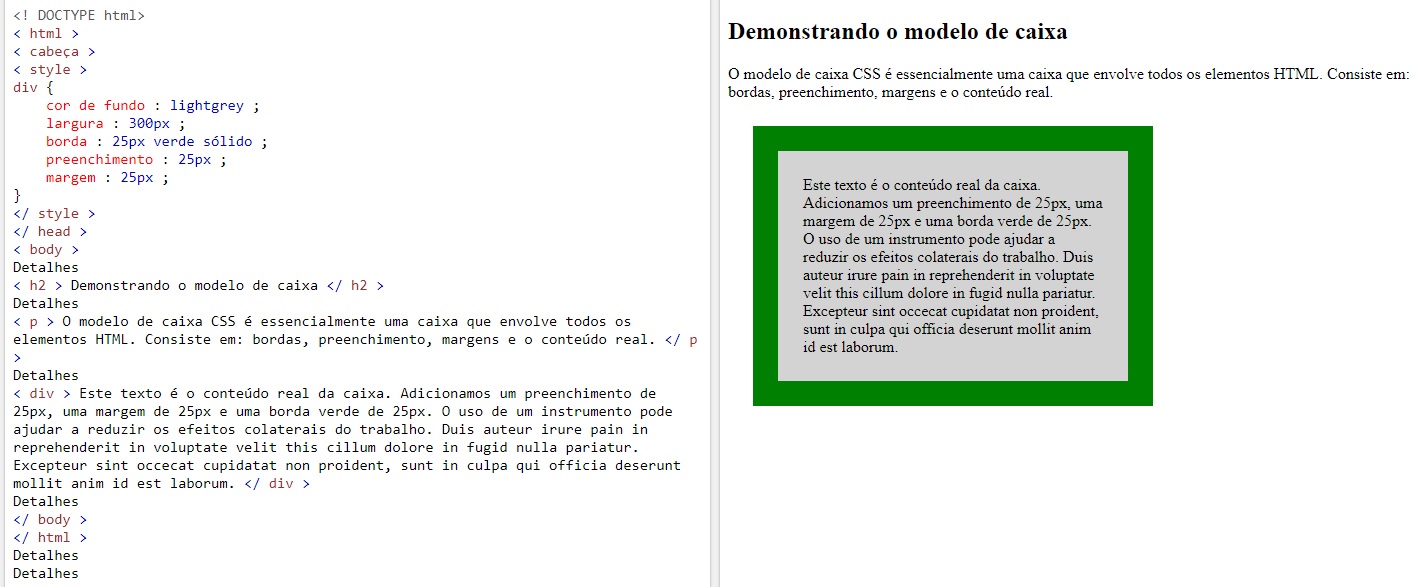 <! DOCTYPE html>
< html >
< cabeça >
< style >
div {
    cor de fundo : lightgrey ;
    largura : 300px ;
    borda : 25px verde sólido ;
    preenchimento : 25px ;
    margem : 25px ;
}
</ style >
</ head >
< body >
Detalhes
< h2 > Demonstrando o modelo de caixa </ h2 >
Detalhes
< p > O modelo de caixa CSS é essencialmente uma caixa que envolve todos os
elementos HTML. Consiste em: bordas, preenchimento, margens e o conteúdo real. </ p
>
Detalhes
< div > Este texto é o conteúdo real da caixa. Adicionamos um preenchimento de
25px, uma margem de 25px e uma borda verde de 25px. O uso de um instrumento pode
ajudar a reduzir os efeitos colaterais do trabalho. Duis auteur irure pain in
reprehenderit in voluptate velit this cillum dolore in fugid nulla pariatur.
Excepteur sint occecat cupidatat non proident, sunt in culpa qui officia deserunt
mollit anim id est laborum. </ div >
Detalhes
</ body >
</ html >
Detalhes
Detalhes
Demonstrando o modelo de caixa
O modelo de caixa CSS é essencialmente uma caixa que envolve todos os elementos HTML. Consiste em:
bordas, preenchimento, margens e o conteúdo real.
Este texto é o conteúdo real da caixa.
Adicionamos um preenchimento de 25px, uma
margem de 25px e uma borda verde de 25px.
O uso de um instrumento pode ajudar a
reduzir os efeitos colaterais do trabalho. Duis
auteur irure pain in reprehenderit in voluptate
velit this cillum dolore in fugid nulla pariatur.
Excepteur sint occecat cupidatat non proident,
sunt in culpa qui officia deserunt mollit anim
id est laborum.